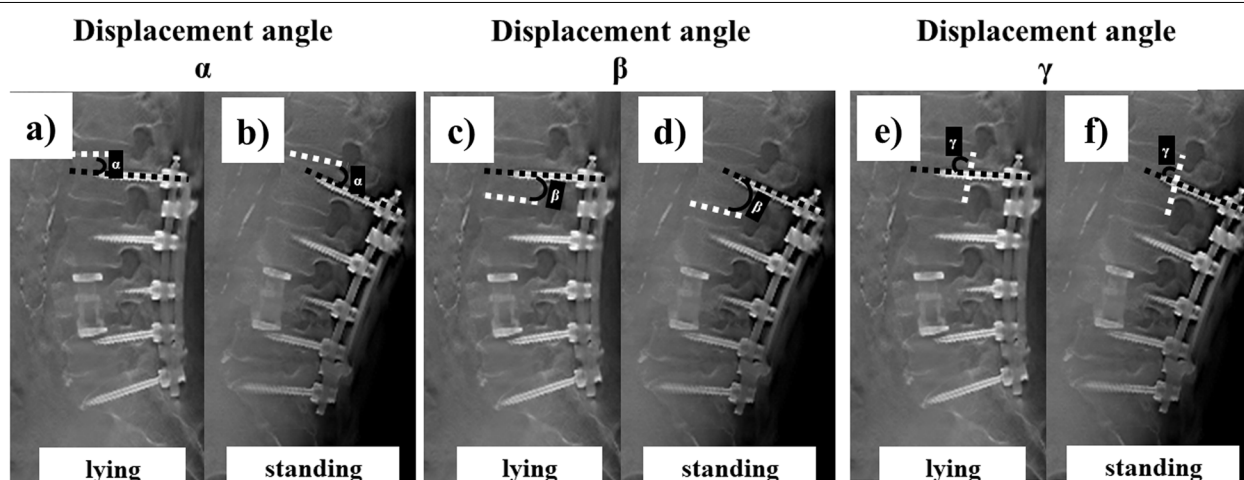 Displacement angle
α
Displacement angle
β
Displacement angle
γ
a)
α
b)
α
c)
β
d)
β
e)
γ
f)
γ
lying
standing
lying
standing
lying
standing